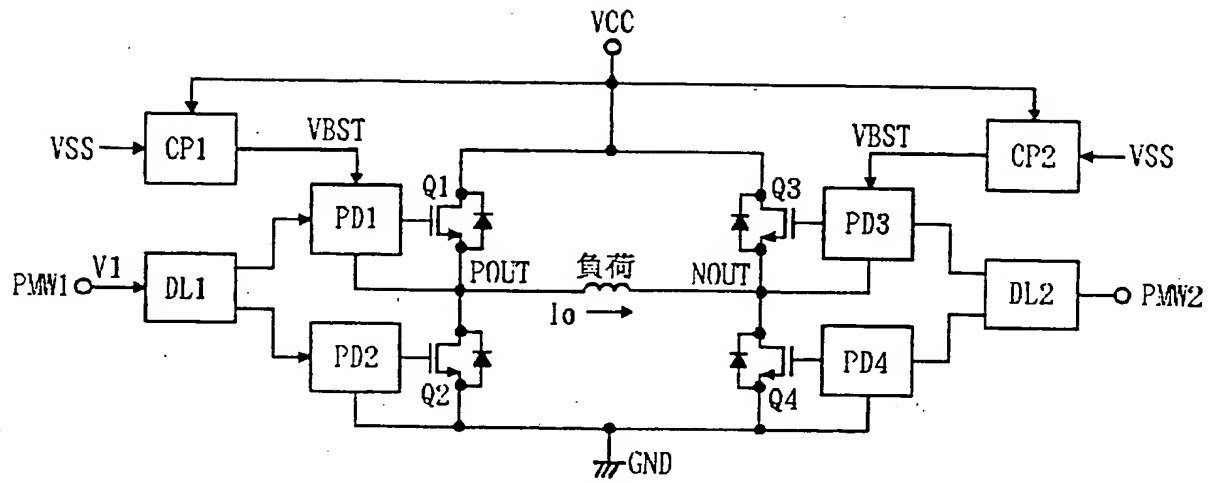 VCC
VSS
CP1
VBST
VBST
CP2
VSS
Q1
Q3
PD1
PD3
PMW1
V1
DL1
POUT
負荷
NOUT
DL2
PMW2
Io
PD2
PD4
Q2
Q4
GND